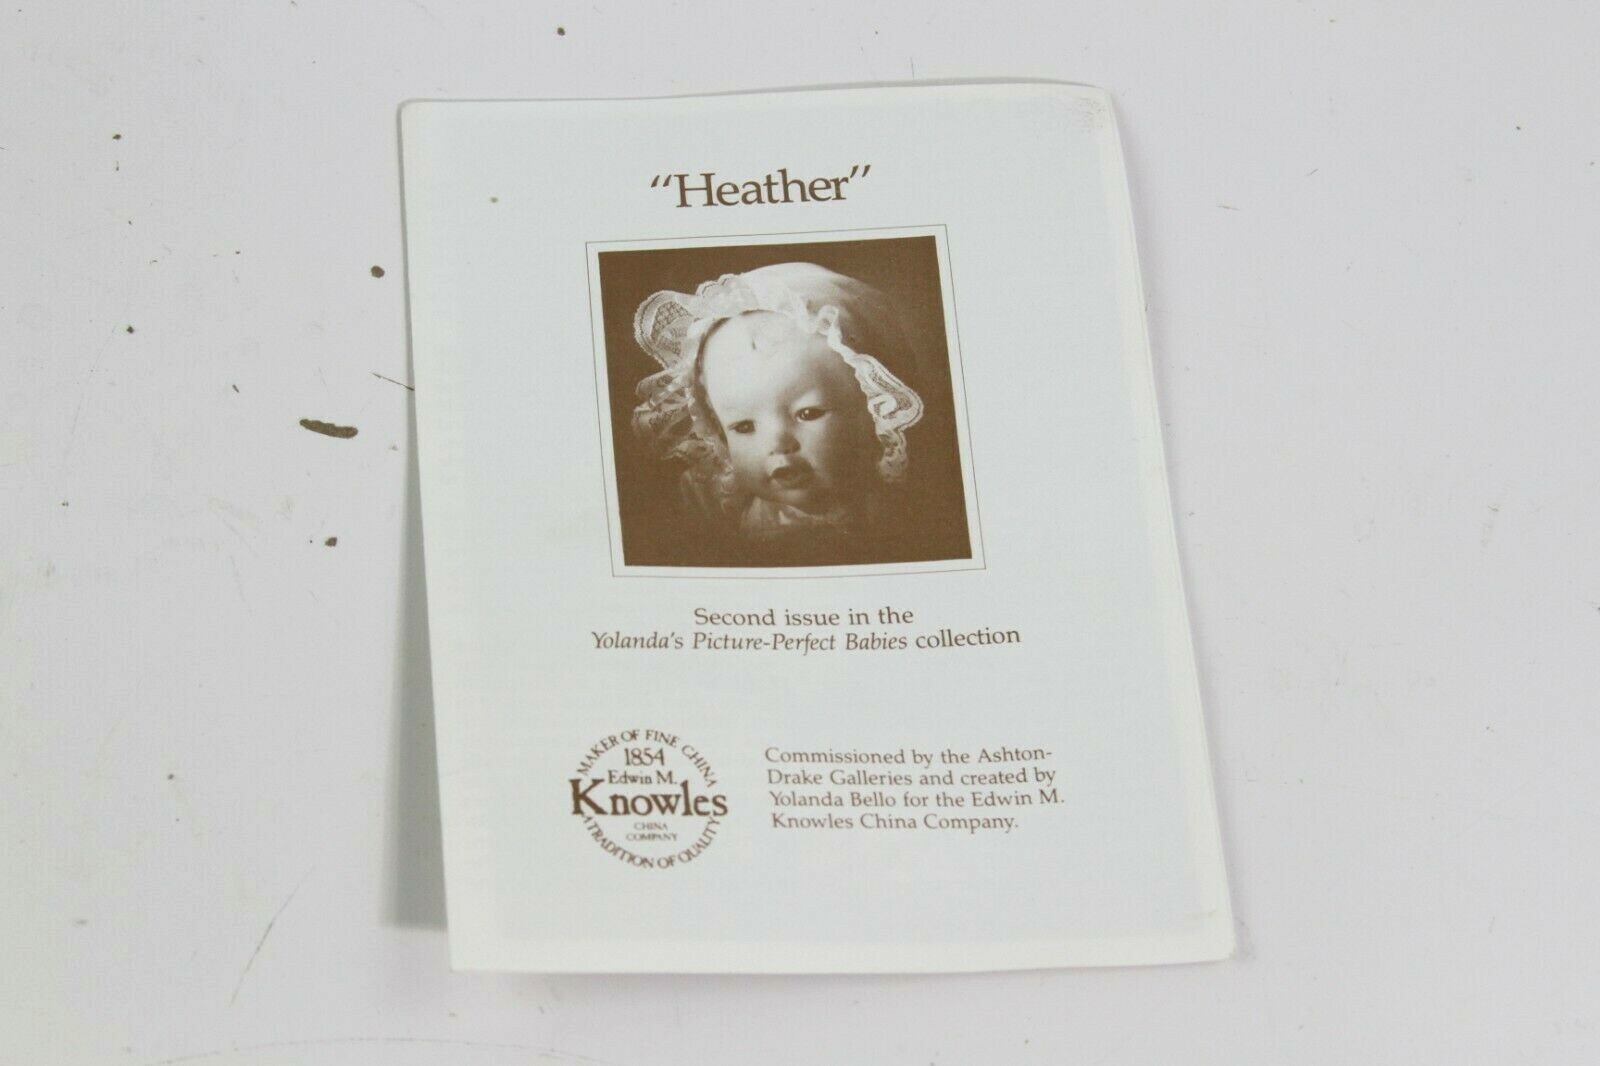 "Heather"
Second issue in the
Yolanda's Picture-Perfect Babies collection
MAKER OF FINE CHINA
1854
Edwin M.
Knowles
CHINA
COMPANY
A TRADITION OF QUALITY
Commissioned by the Ashton-
Drake Galleries and created by
Yolanda Bello for the Edwin M.
Knowles China Company.